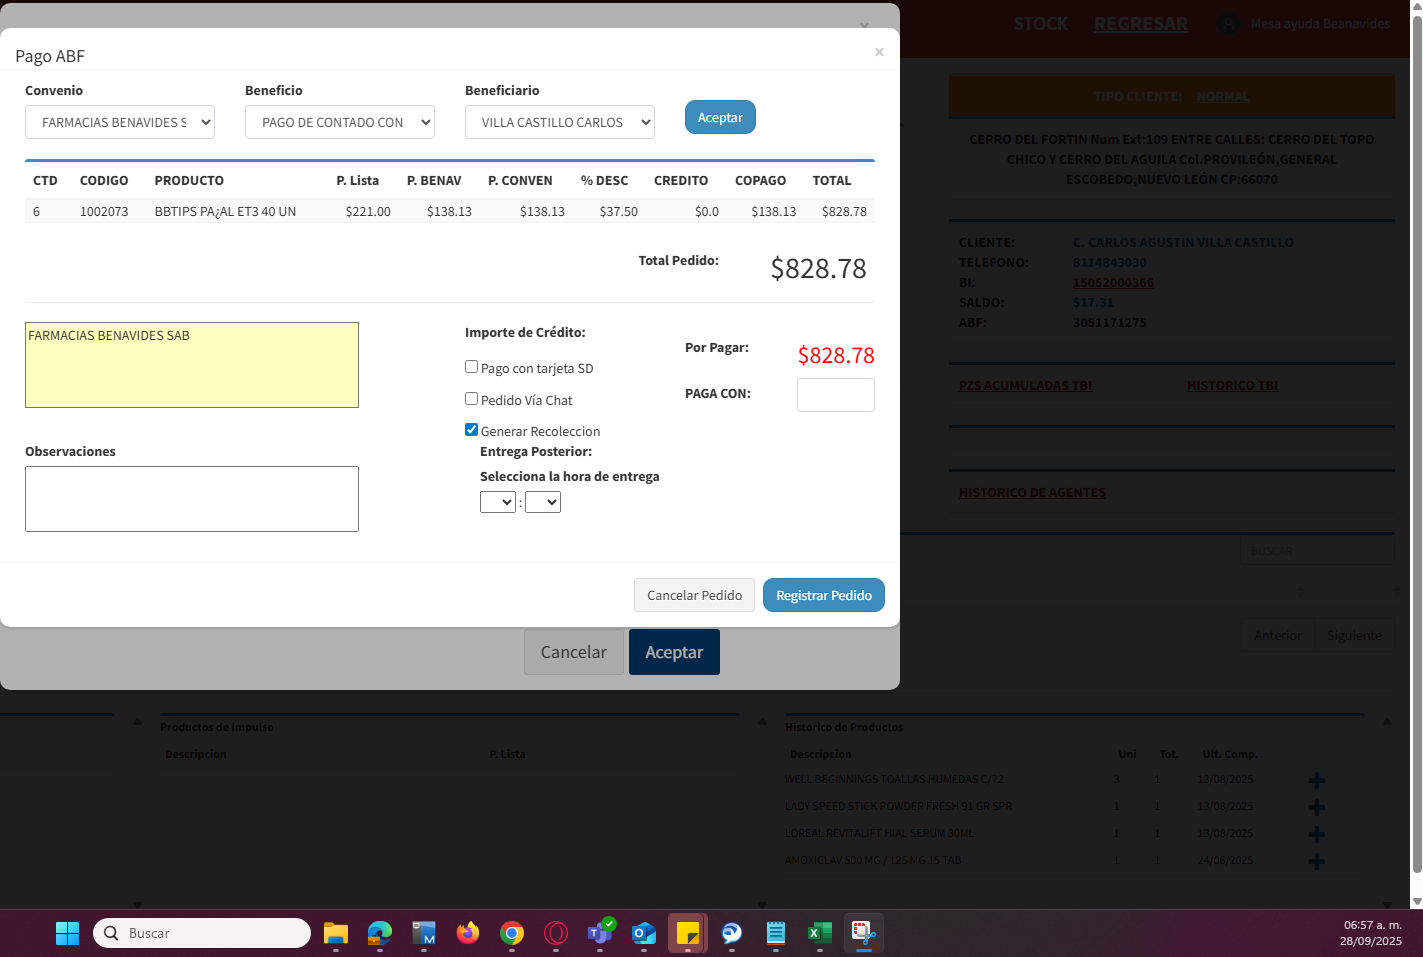 STOCK REGRESAR Mesa ayuda Beanavides
Pago ABF ×
Convenio Beneficio Beneficiario
FARMACIAS BENAVIDES S PAGO DE CONTADO CON VILLA CASTILLO CARLOS Aceptar
CTD CODIGO PRODUCTO P. Lista P. BENAV P. CONVEN % DESC CREDITO COPAGO TOTAL
6 1002073 BBTIPS PA¿AL ET3 40 UN $221.00 $138.13 $138.13 $37.50 $0.0 $138.13 $828.78
Total Pedido: $828.78
FARMACIAS BENAVIDES SAB
Importe de Crédito:
Pago con tarjeta SD
Pedido Vía Chat
Generar Recoleccion
Entrega Posterior:
Selecciona la hora de entrega
:
Por Pagar: $828.78
PAGA CON:
Observaciones
Cancelar Pedido Registrar Pedido
Cancelar Aceptar
TIPO CLIENTE: NORMAL
CERRO DEL FORTIN Num Ext:109 ENTRE CALLES: CERRO DEL TOPO
CHICO Y CERRO DEL AGUILA Col.PROVILEÓN,GENERAL
ESCOBEDO,NUEVO LEÓN CP:66070
CLIENTE: C. CARLOS AGUSTIN VILLA CASTILLO
TELEFONO: 8114843030
BI: 15052000366
SALDO: $17.31
ABF: 3051171275
PZS ACUMULADAS TBI HISTORICO TBI
HISTORICO DE AGENTES
BUSCAR
Anterior Siguiente
Productos de Impulso
Descripcion P. Lista
Historico de Productos
Descripcion Uni Tot. Ult. Comp.
WELL BEGINNINGS TOALLAS HUMEDAS C/72 3 1 13/08/2025
LADY SPEED STICK POWDER FRESH 91 GR SPR 1 1 13/08/2025
LOREAL REVITALIFT HIAL SERUM 30ML 1 1 13/08/2025
AMOXICLAV 500 MG / 125 MG 15 TAB 1 1 24/06/2025
Buscar
06:57 a. m.
28/09/2025